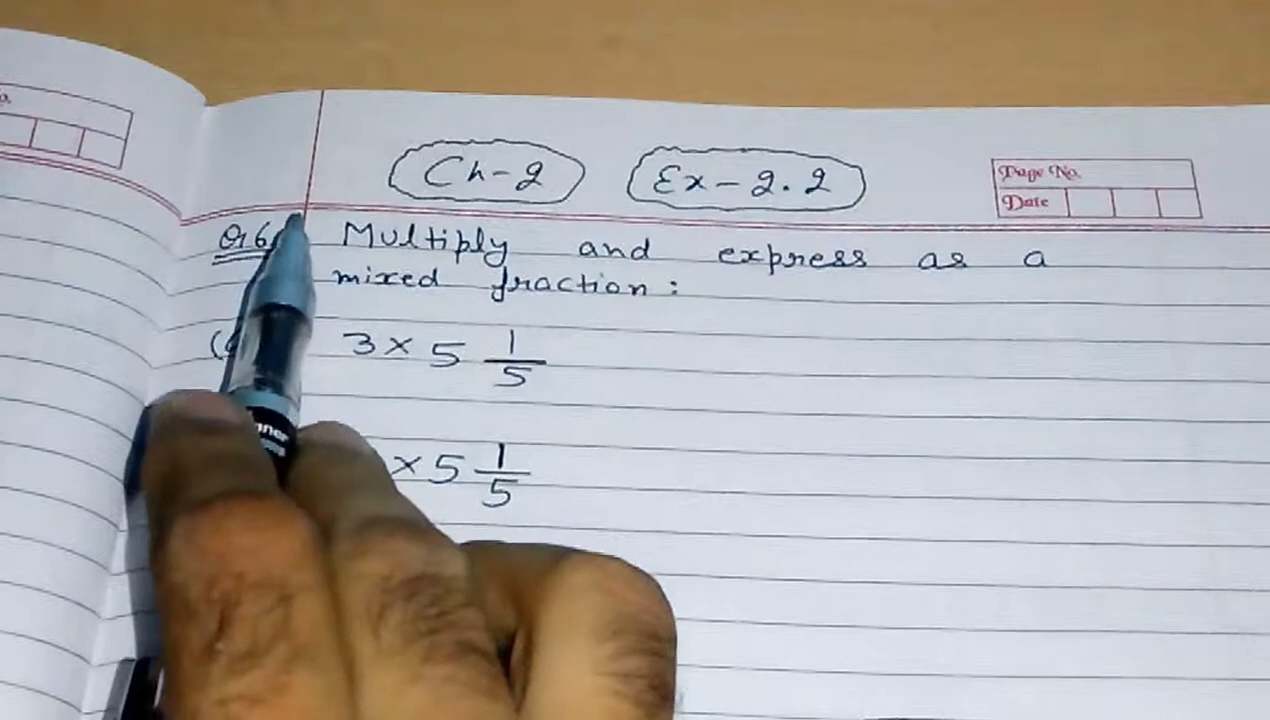 o.
Ch-2 Ex-2.2
Page No.
Date
Q6 Multiply and express as a
mixed fraction:
3 × 5 1/5
× 5 1/5